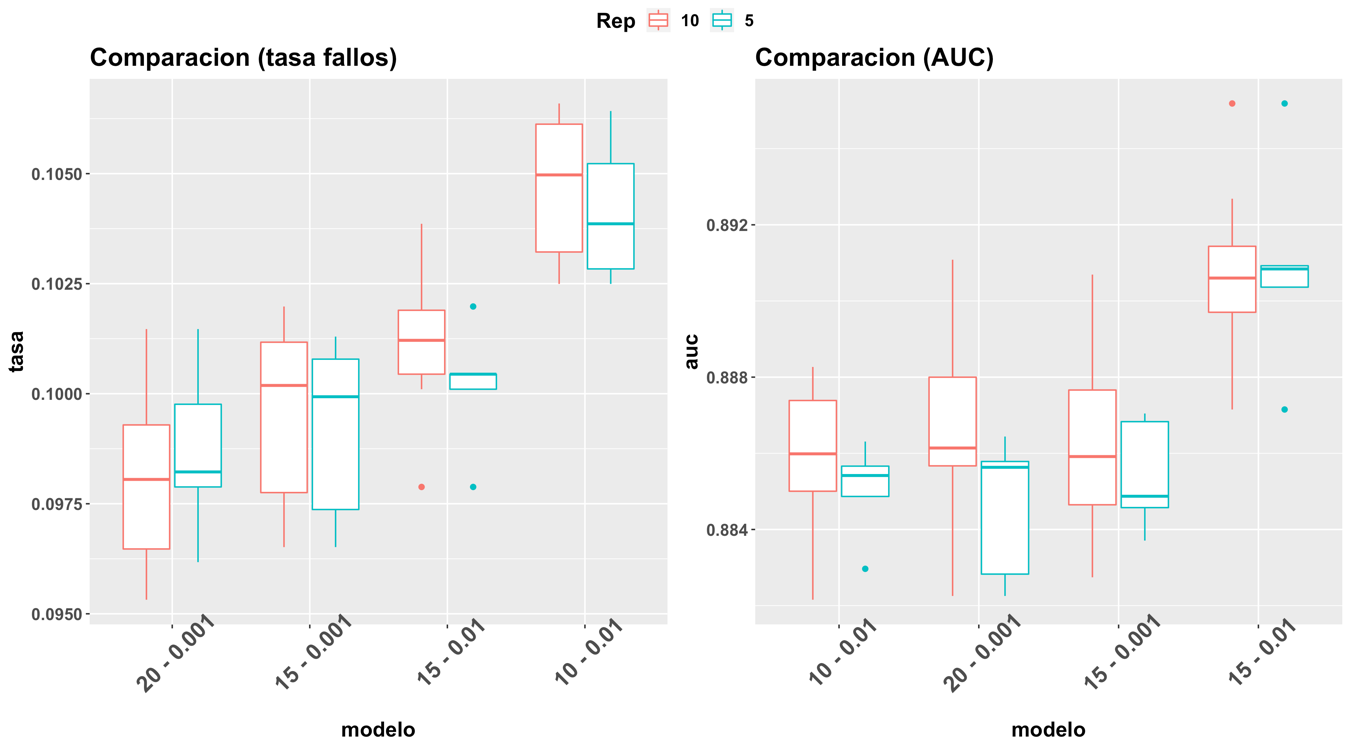 Rep 10 5
Comparacion (tasa fallos)
tasa
0.1050
0.1025
0.1000
0.0975
0.0950
20 - 0.001
15 - 0.001
15 - 0.01
10 - 0.01
modelo
Comparacion (AUC)
auc
0.892
0.888
0.884
10 - 0.01
20 - 0.001
15 - 0.001
15 - 0.01
modelo